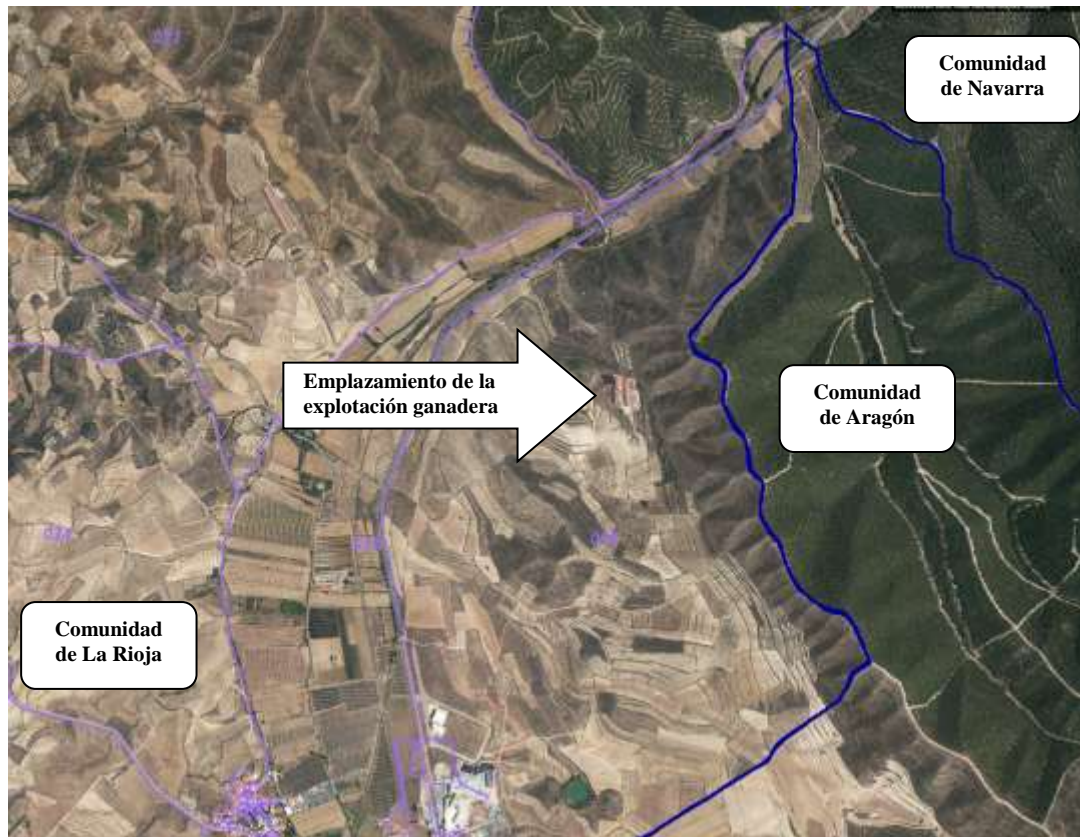 Comunidad
de Navarra
Emplazamiento de la
explotación ganadera
Comunidad
de Aragón
Comunidad
de La Rioja